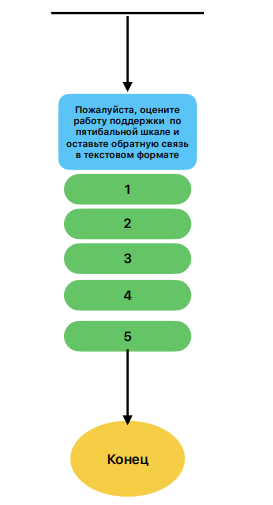 Пожалуйста, оцените
работу поддержки по
пятибальной шкале и
оставьте обратную связь
в текстовом формате
1
2
3
4
5
Конец